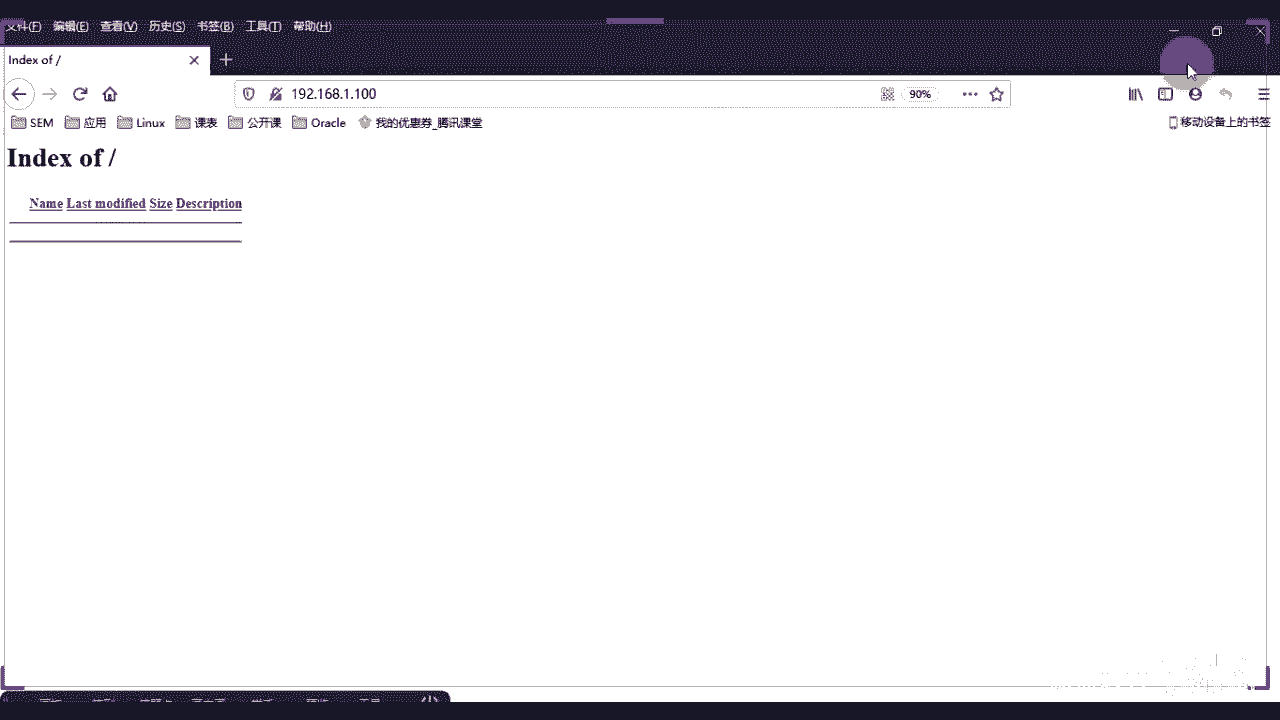 文件(F) 编辑(E) 查看(V) 历史(S) 书签(B) 工具(T) 帮助(H)
Index of /
192.168.1.100
90%
SEM 应用 Linux 课表 公开课 Oracle 我的优惠券_腾讯课堂 移动设备上的书签
Index of /
Name Last modified Size Description